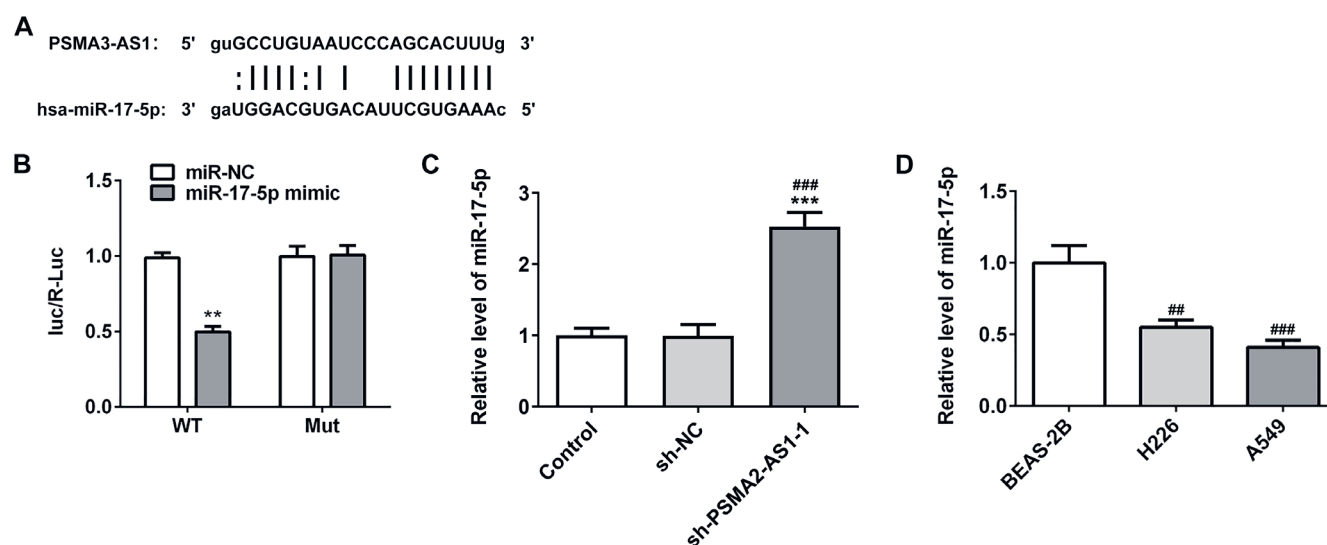 A
PSMA3-AS1: 5' guGCCUGUAAUCCCAGCACUUUg 3'
hsa-miR-17-5p: 3' gaUGGACGUGACAUUCGUGAAAc 5'
B
miR-NC
miR-17-5p mimic
luc/R-Luc
1.5
1.0
0.5
0.0
**
WT
Mut
C
Relative level of miR-17-5p
3
2
1
0
###
***
Control
sh-NC
sh-PSMA2-AS1-1
D
Relative level of miR-17-5p
1.5
1.0
0.5
0.0
##
###
BEAS-2B
H226
A549